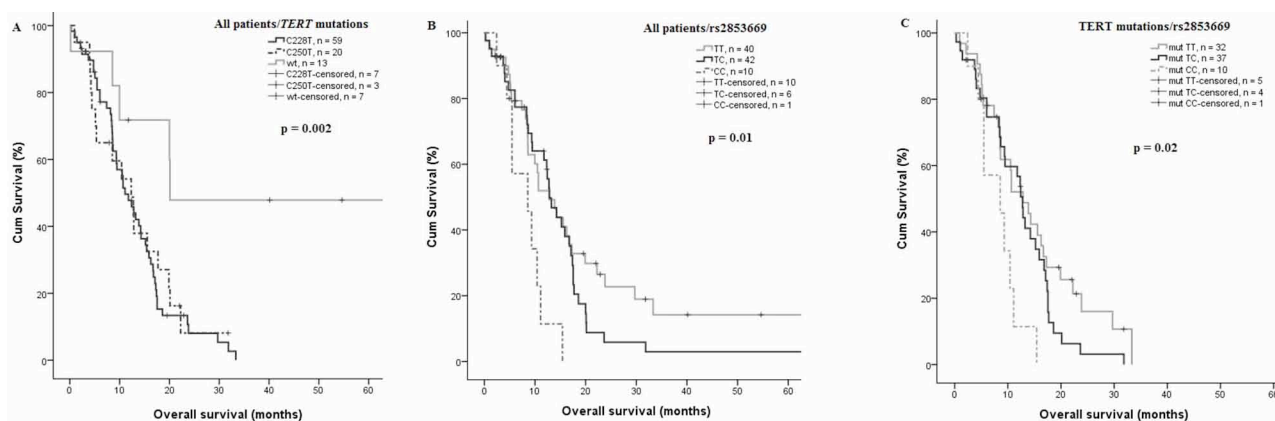 A
All patients/TERT mutations
C228T, n = 59
C250T, n = 20
wt, n = 13
C228T-censored, n = 7
C250T-censored, n = 3
wt-censored, n = 7
p = 0.002
100
80
60
40
20
0
Cum Survival (%)
0 10 20 30 40 50 60
Overall survival (months)
B
All patients/rs2853669
TT, n = 40
TC, n = 42
CC, n =10
TT-censored, n = 10
TC-censored, n = 6
CC-censored, n = 1
p = 0.01
100
80
60
40
20
0
Cum Survival (%)
0 10 20 30 40 50 60
Overall survival (months)
C
TERT mutations/rs2853669
mut TT, n = 32
mut TC, n = 37
mut CC, n = 10
mut TT-censored, n = 5
mut TC-censored, n = 4
mut CC-censored, n = 1
p = 0.02
100
80
60
40
20
0
Cum Survival (%)
0 10 20 30 40 50 60
Overall survival (months)